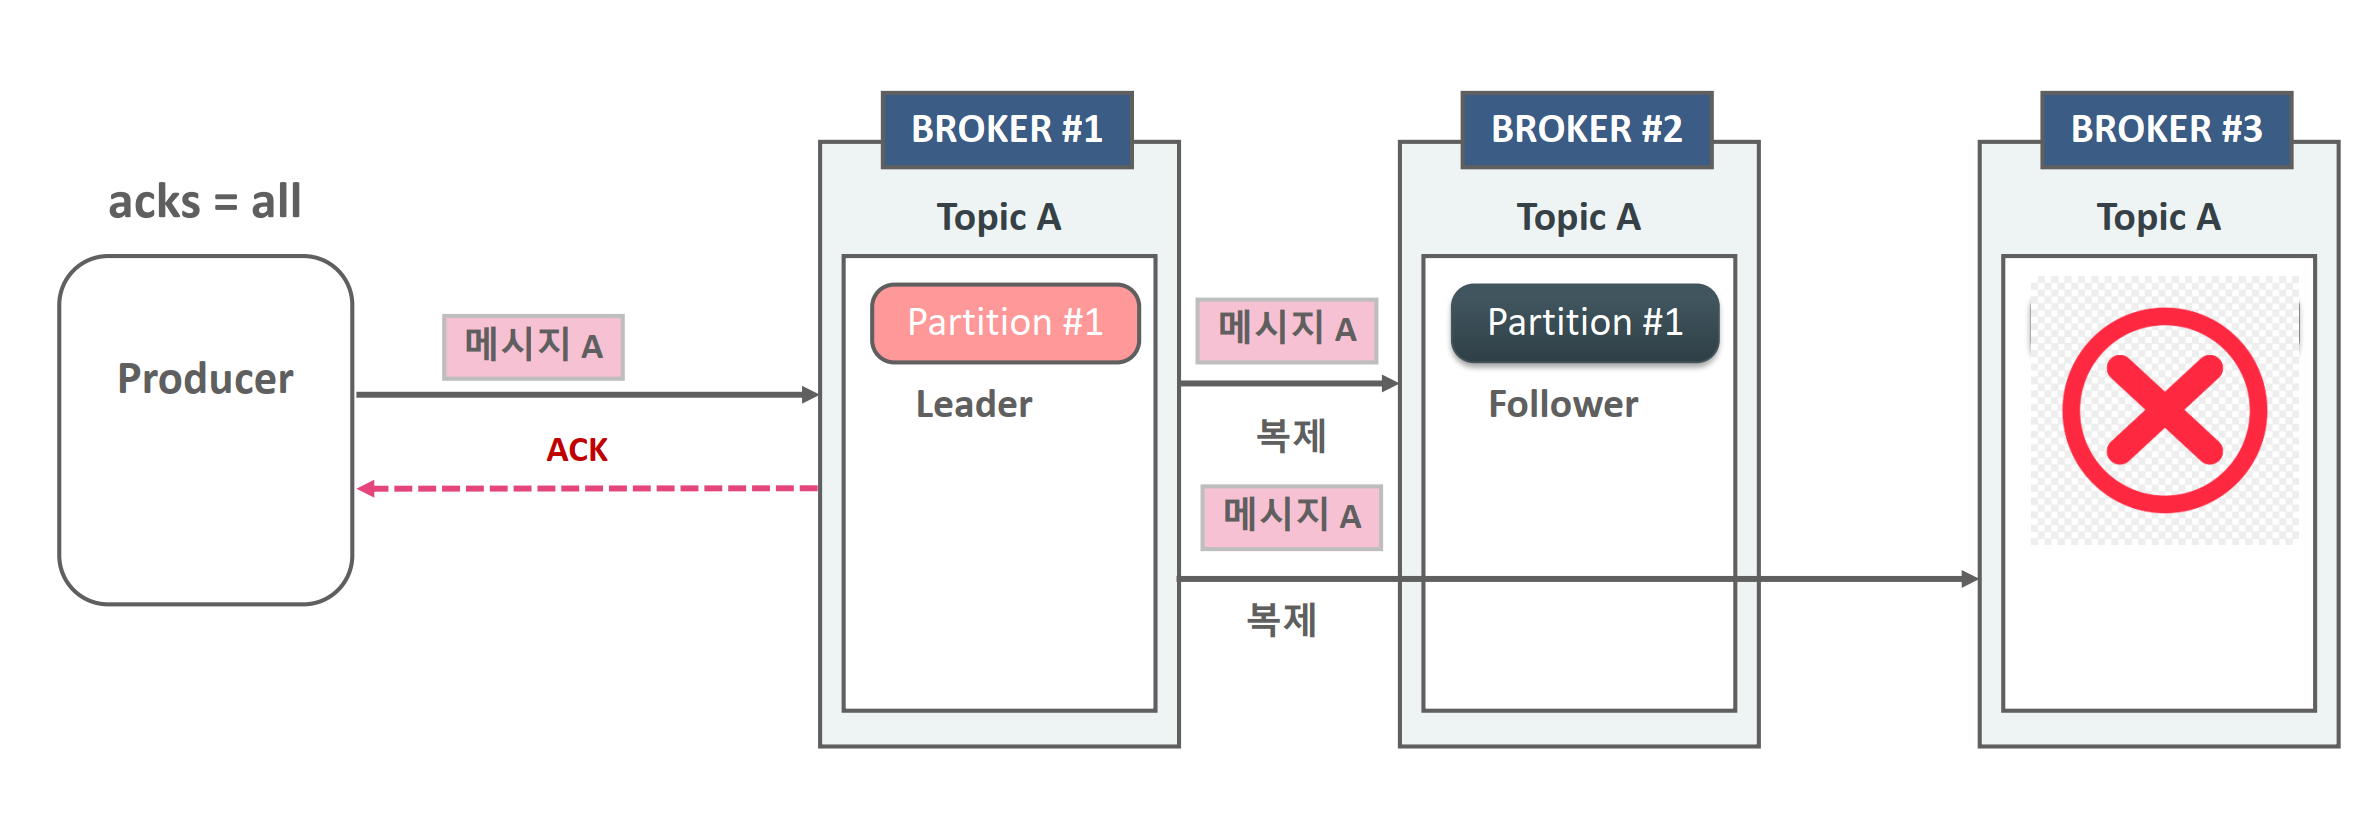 acks = all
Producer
메시지 A
ACK
BROKER #1
Topic A
Partition #1
Leader
메시지 A
복제
메시지 A
복제
BROKER #2
Topic A
Partition #1
Follower
BROKER #3
Topic A